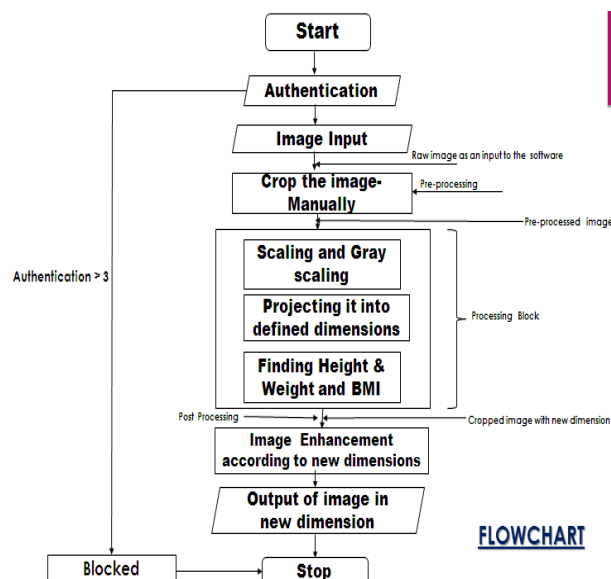 Start
Authentication
Image Input
Raw image as an input to the software
Crop the image-
Manually
Pre-processing
Pre-processed image
Scaling and Gray
scaling
Authentication > 3
Projecting it into
defined dimensions
Processing Block
Finding Height &
Weight and BMI
Post Processing
Cropped image with new dimension
Image Enhancement
according to new dimensions
Output of image in
new dimension
FLOWCHART
Blocked
Stop